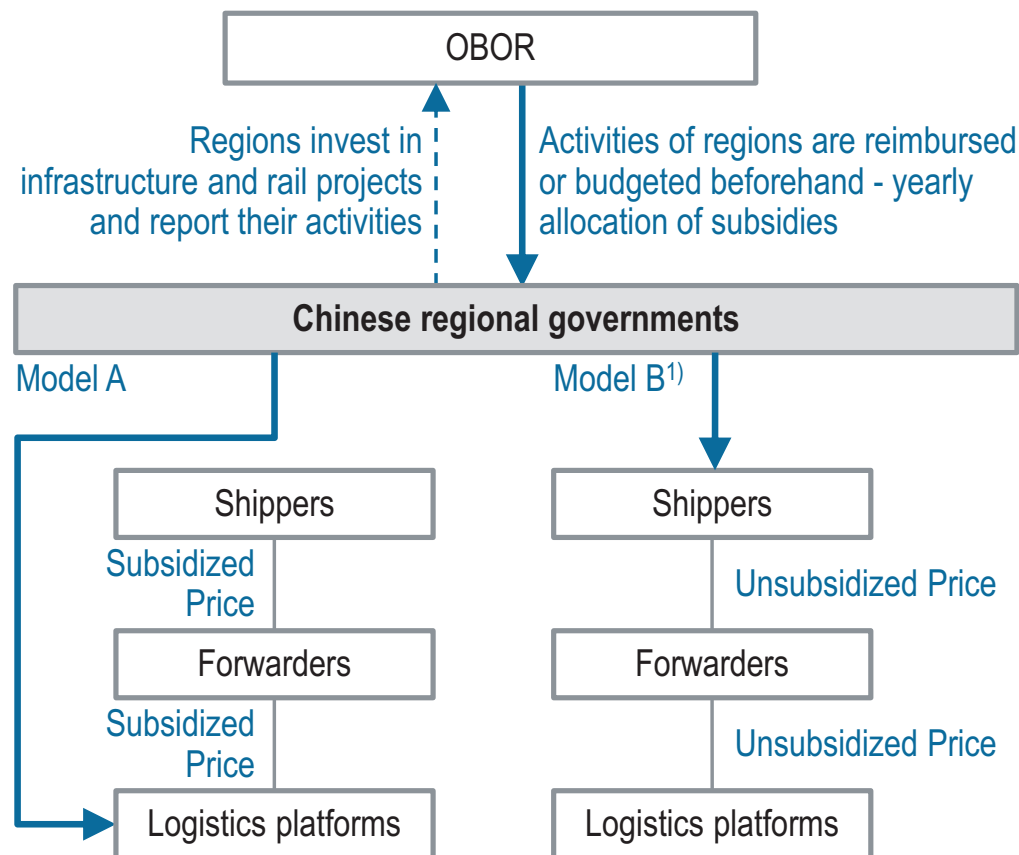 OBOR
Regions invest in
infrastructure and rail projects
and report their activities
Activities of regions are reimbursed
or budgeted beforehand - yearly
allocation of subsidies
Chinese regional governments
Model A
Model B¹⁾
Shippers
Subsidized
Price
Forwarders
Subsidized
Price
Logistics platforms
Shippers
Unsubsidized Price
Forwarders
Unsubsidized Price
Logistics platforms